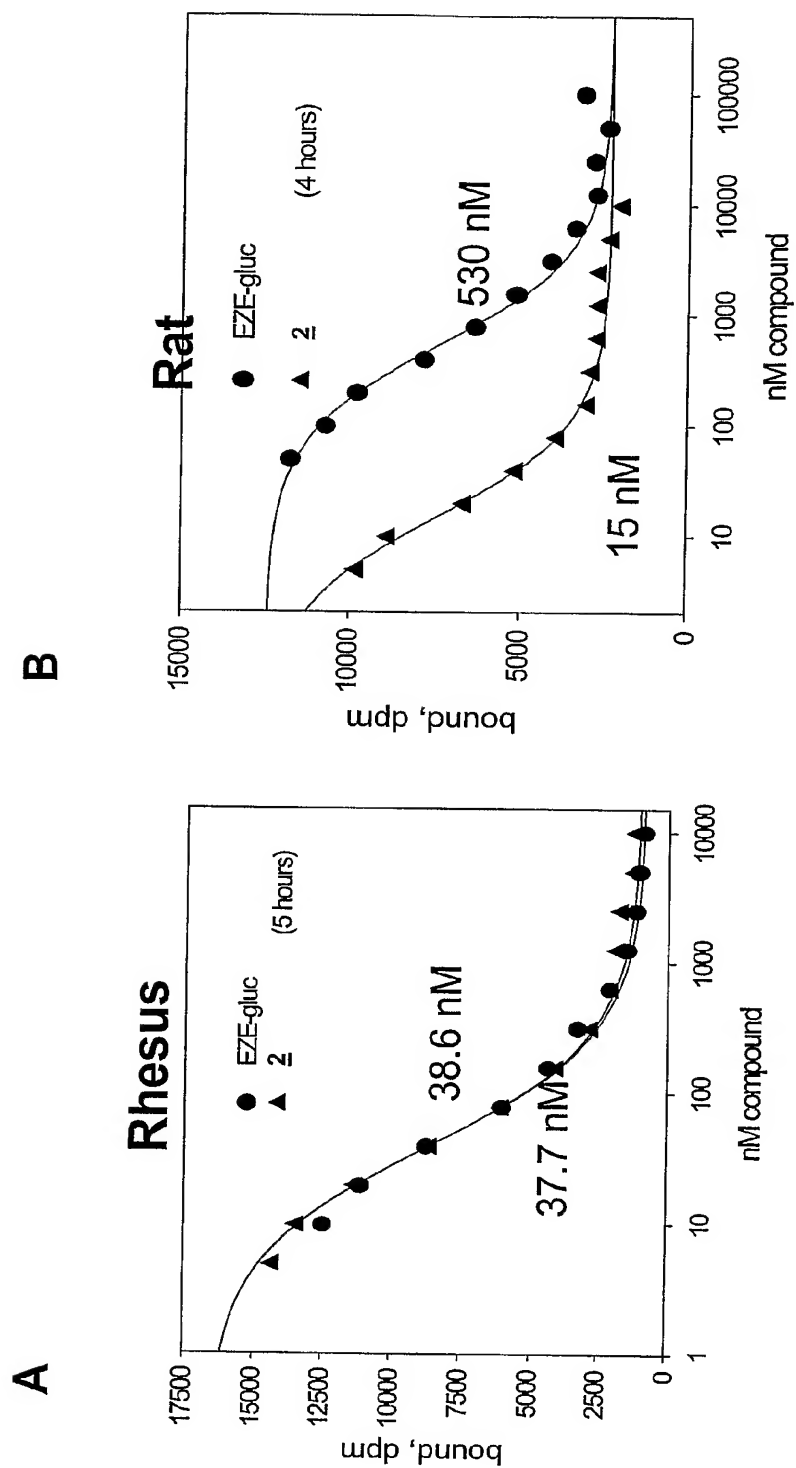 A
Rhesus
17500
15000
12500
10000
7500
5000
2500
0
bound, dpm
EZE-gluc
2
(5 hours)
38.6 nM
37.7 nM
1
10
100
1000
10000
nM compound
B
Rat
15000
10000
5000
0
bound, dpm
EZE-gluc
2
(4 hours)
530 nM
15 nM
10
100
1000
10000
100000
nM compound